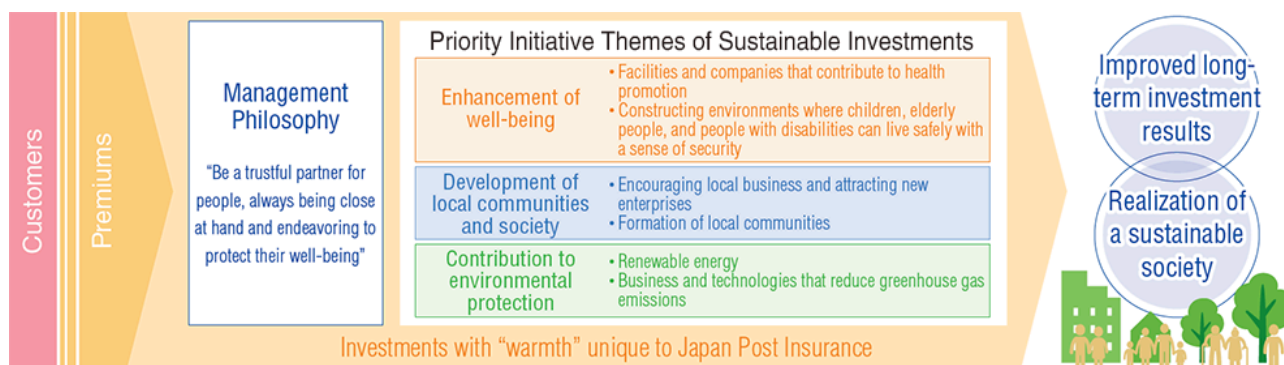 Customers
Premiums
Management
Philosophy
"Be a trustful partner for
people, always being close
at hand and endeavoring to
protect their well-being"
Priority Initiative Themes of Sustainable Investments
Enhancement of
well-being
• Facilities and companies that contribute to health
promotion
• Constructing environments where children, elderly
people, and people with disabilities can live safely with
a sense of security
Development of
local communities
and society
• Encouraging local business and attracting new
enterprises
• Formation of local communities
Contribution to
environmental
protection
• Renewable energy
• Business and technologies that reduce greenhouse gas
emissions
Investments with "warmth" unique to Japan Post Insurance
Improved long-
term investment
results
Realization of
a sustainable
society